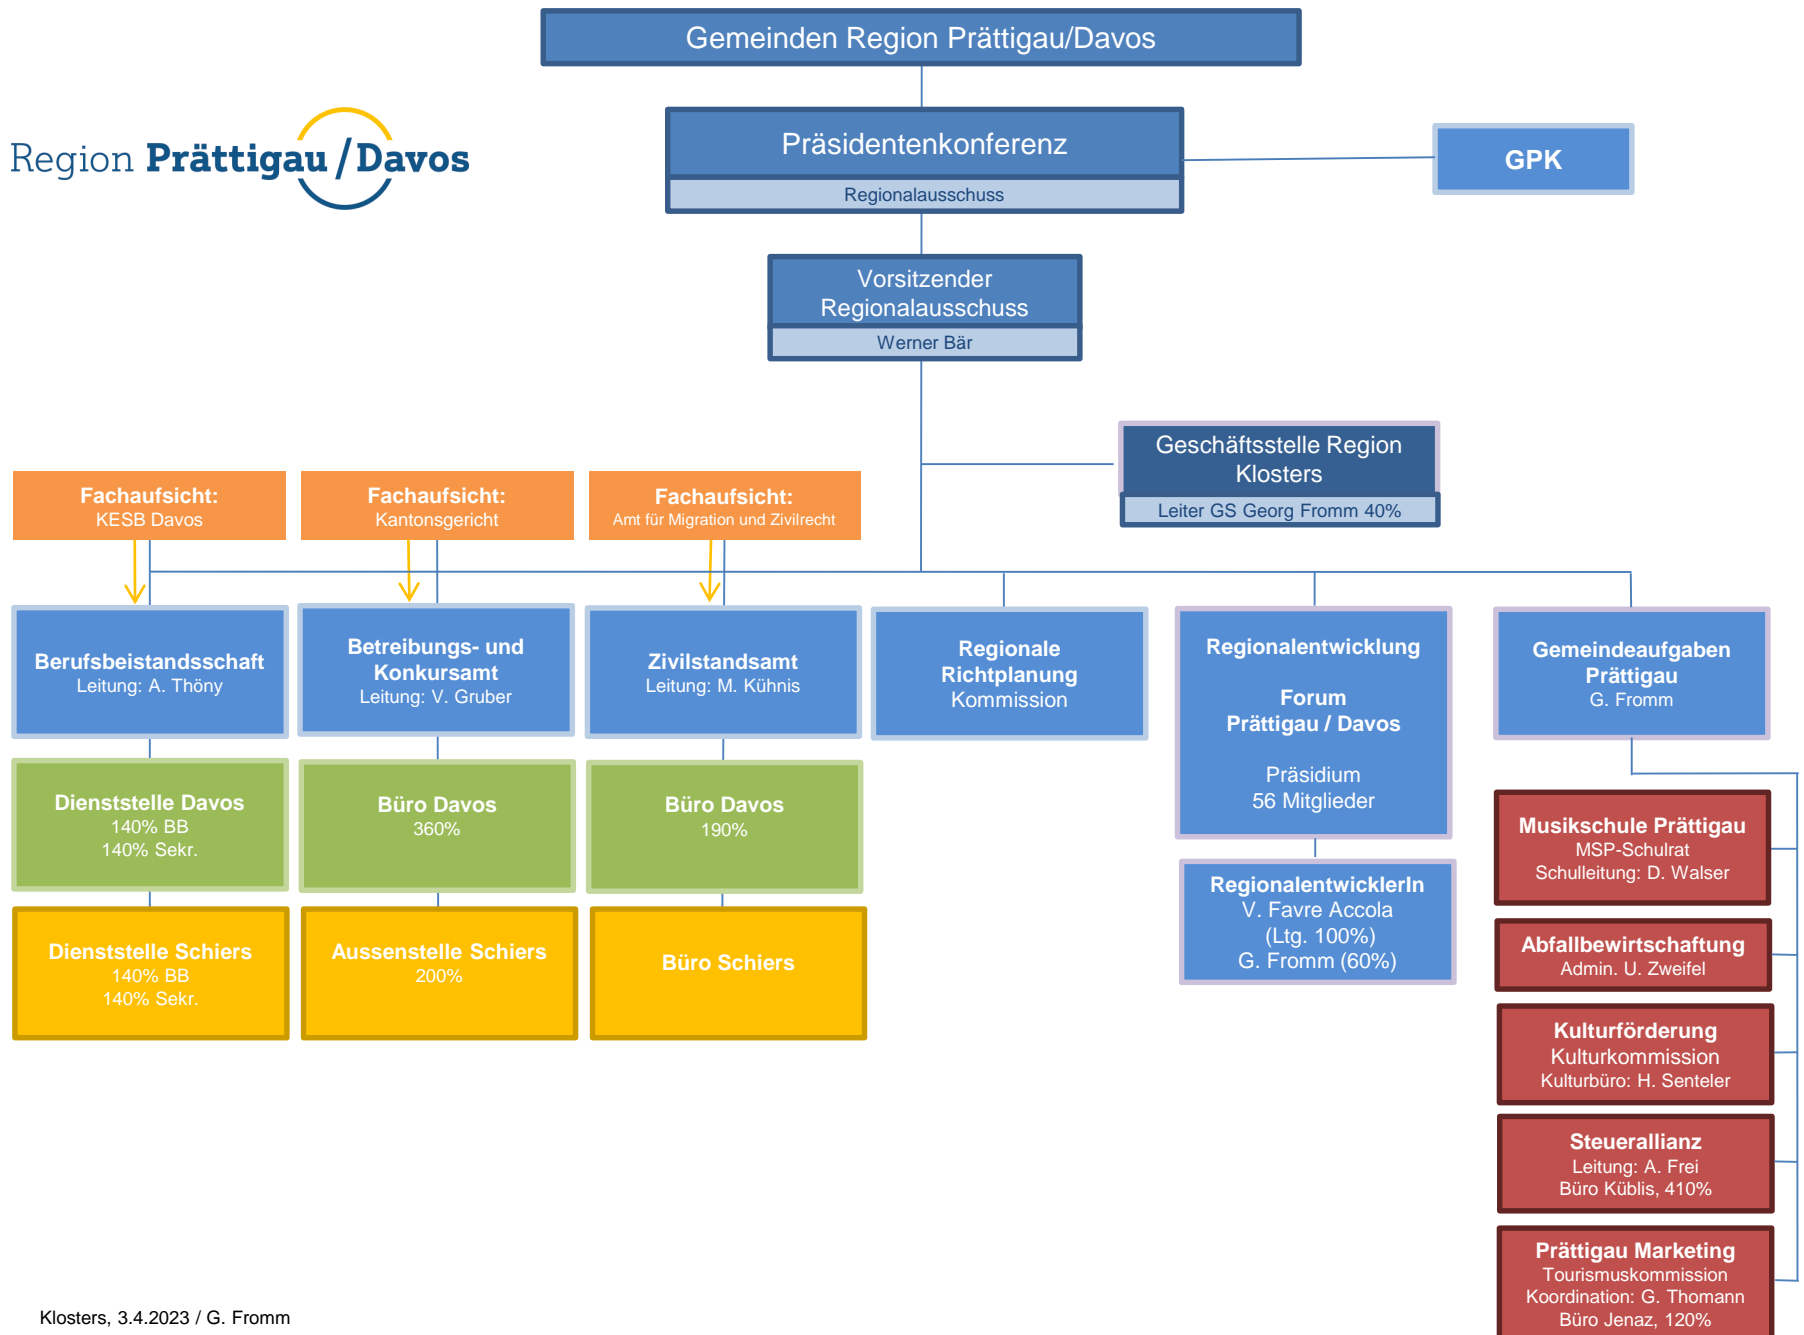 Gemeinden Region Prättigau/Davos
Region Prättigau / Davos
Präsidentenkonferenz
Regionalausschuss
GPK
Vorsitzender
Regionalausschuss
Werner Bär
Geschäftsstelle Region
Klosters
Leiter GS Georg Fromm 40%
Fachaufsicht:
KESB Davos
Fachaufsicht:
Kantonsgericht
Fachaufsicht:
Amt für Migration und Zivilrecht
Berufsbeistandsschaft
Leitung: A. Thöny
Betreibungs- und
Konkursamt
Leitung: V. Gruber
Zivilstandsamt
Leitung: M. Kühnis
Regionale
Richtplanung
Kommission
Regionalentwicklung
Forum
Prättigau / Davos
Präsidium
56 Mitglieder
Gemeindeaufgaben
Prättigau
G. Fromm
Dienststelle Davos
140% BB
140% Sekr.
Büro Davos
360%
Büro Davos
190%
Dienststelle Schiers
140% BB
140% Sekr.
Aussenstelle Schiers
200%
Büro Schiers
RegionalentwicklerIn
V. Favre Accola
(Ltg. 100%)
G. Fromm (60%)
Musikschule Prättigau
MSP-Schulrat
Schulleitung: D. Walser
Abfallbewirtschaftung
Admin. U. Zweifel
Kulturförderung
Kulturkommission
Kulturbüro: H. Senteler
Steuerallianz
Leitung: A. Frei
Büro Küblis, 410%
Prättigau Marketing
Tourismuskommission
Koordination: G. Thomann
Büro Jenaz, 120%
Klosters, 3.4.2023 / G. Fromm